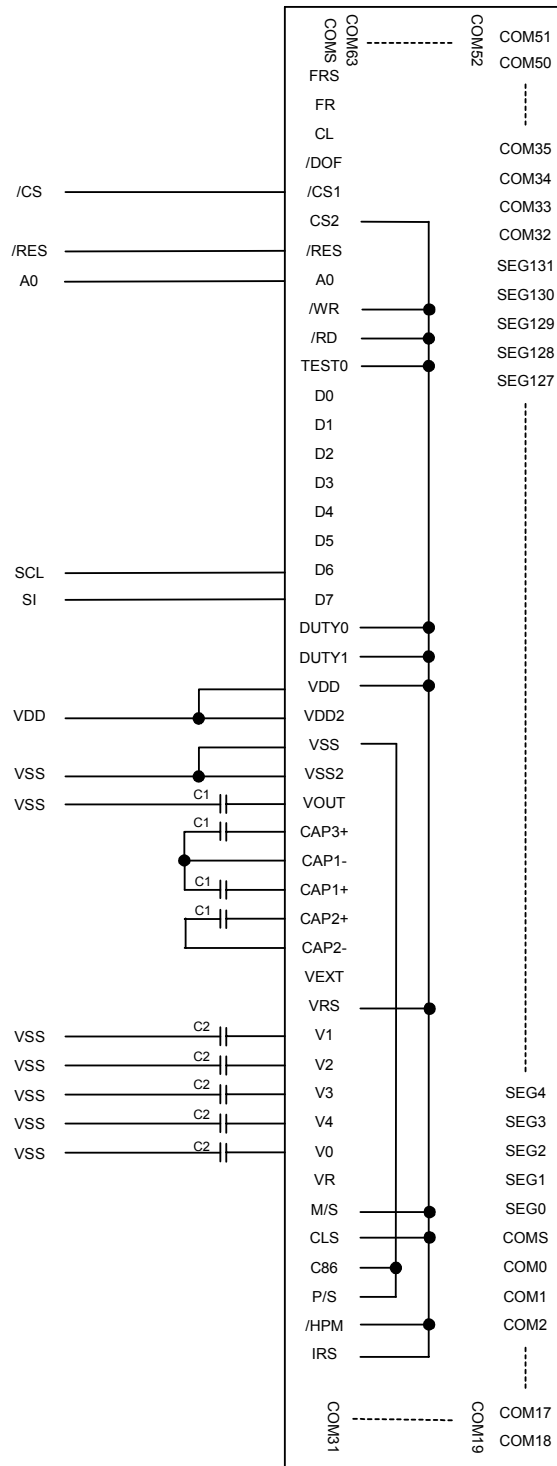 COMS
COM63
COM52
COM51
COM50
FRS
FR
CL
/DOF
COM35
/CS
/CS1
COM34
CS2
COM33
/RES
/RES
COM32
A0
A0
SEG131
/WR
SEG130
/RD
SEG129
TEST0
SEG128
D0
SEG127
D1
D2
D3
D4
D5
SCL
D6
SI
D7
DUTY0
DUTY1
VDD
VDD
VDD2
VSS
VSS
VSS2
VSS
C1
VOUT
C1
CAP3+
CAP1-
C1
CAP1+
C1
CAP2+
CAP2-
VEXT
VRS
VSS
C2
V1
VSS
C2
V2
VSS
C2
V3
SEG4
VSS
C2
V4
SEG3
VSS
C2
V0
SEG2
VR
SEG1
M/S
SEG0
CLS
COMS
C86
COM0
P/S
COM1
/HPM
COM2
IRS
COM31
COM19
COM17
COM18